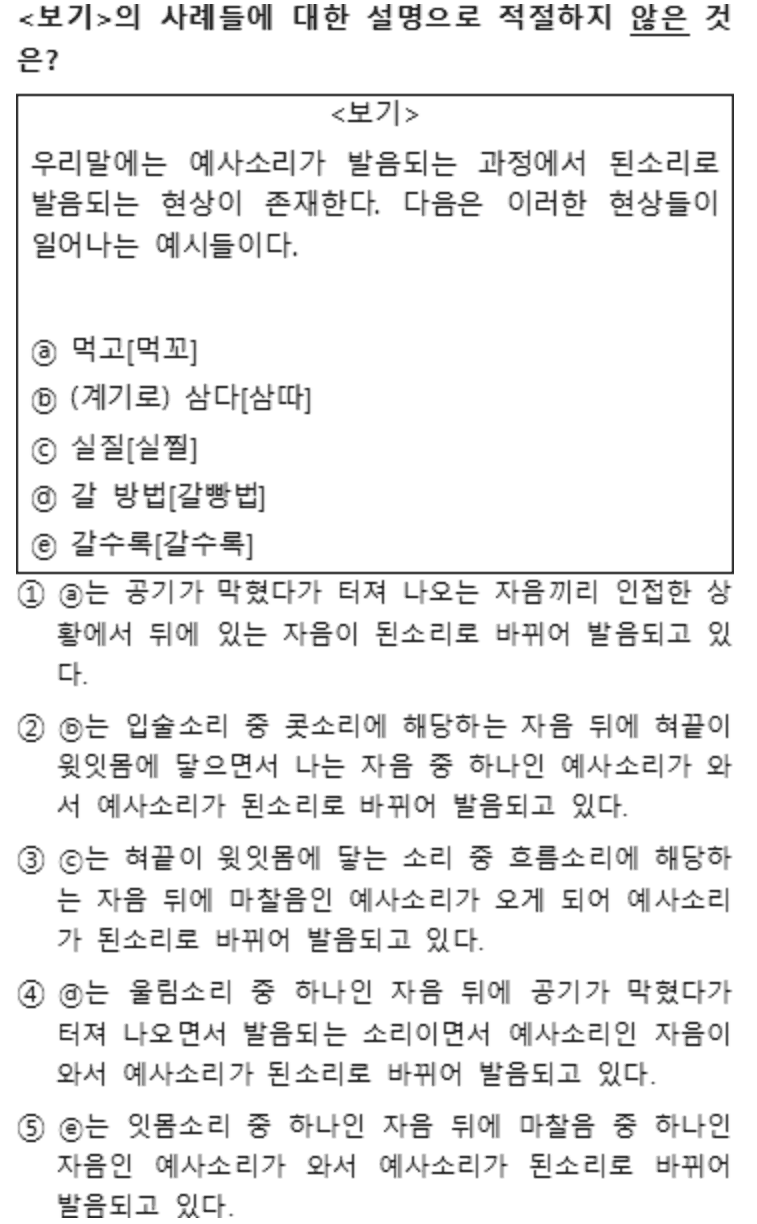 <보기>의 사례들에 대한 설명으로 적절하지 않은 것
은?
<보기>
우리말에는 예사소리가 발음되는 과정에서 된소리로
발음되는 현상이 존재한다. 다음은 이러한 현상들이
일어나는 예시들이다.
ⓐ 먹고[먹꼬]
ⓑ (계기로) 삼다[삼따]
ⓒ 실질[실찔]
ⓓ 갈 방법[갈빵법]
ⓔ 갈수록[갈수록]
① ⓐ는 공기가 막혔다가 터져 나오는 자음끼리 인접한 상
황에서 뒤에 있는 자음이 된소리로 바뀌어 발음되고 있
다.
② ⓑ는 입술소리 중 콧소리에 해당하는 자음 뒤에 혀끝이
윗잇몸에 닿으면서 나는 자음 중 하나인 예사소리가 와
서 예사소리가 된소리로 바뀌어 발음되고 있다.
③ ⓒ는 혀끝이 윗잇몸에 닿는 소리 중 흐름소리에 해당하
는 자음 뒤에 마찰음인 예사소리가 오게 되어 예사소리
가 된소리로 바뀌어 발음되고 있다.
④ ⓓ는 울림소리 중 하나인 자음 뒤에 공기가 막혔다가
터져 나오면서 발음되는 소리이면서 예사소리인 자음이
와서 예사소리가 된소리로 바뀌어 발음되고 있다.
⑤ ⓔ는 잇몸소리 중 하나인 자음 뒤에 마찰음 중 하나인
자음인 예사소리가 와서 예사소리가 된소리로 바뀌어
발음되고 있다.